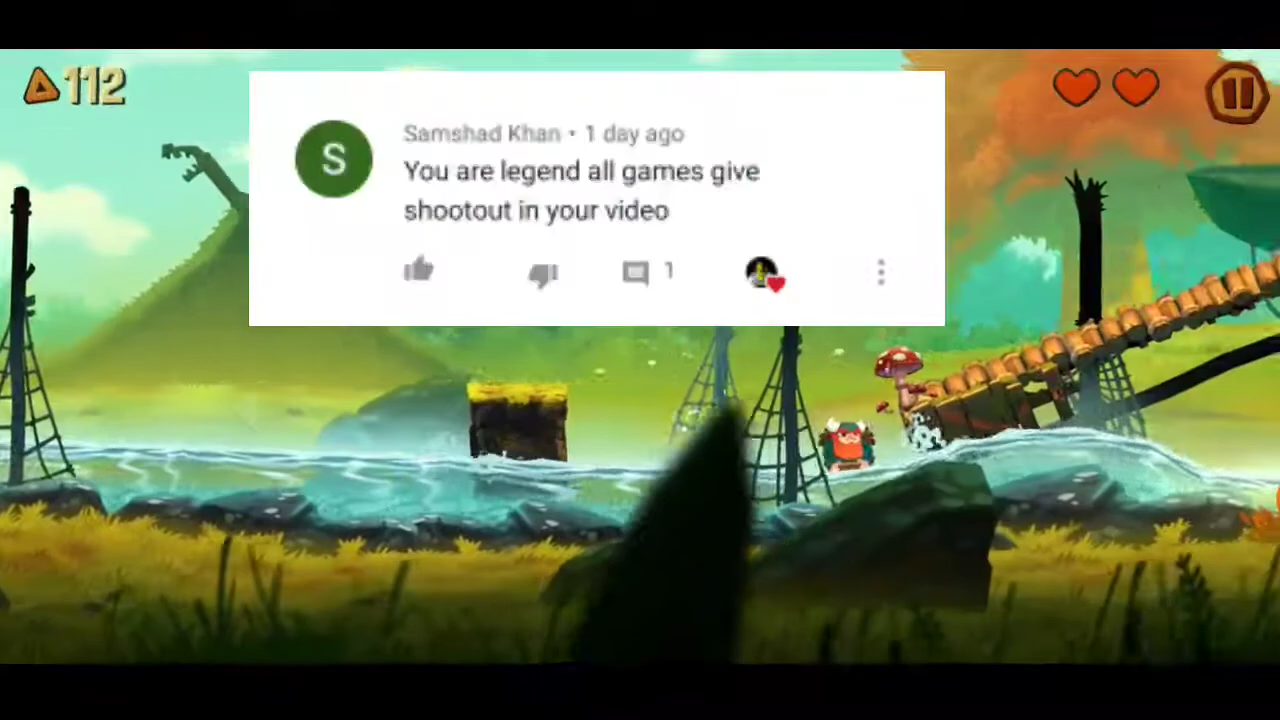 112
S
Samshad Khan • 1 day ago
You are legend all games give
shootout in your video
1